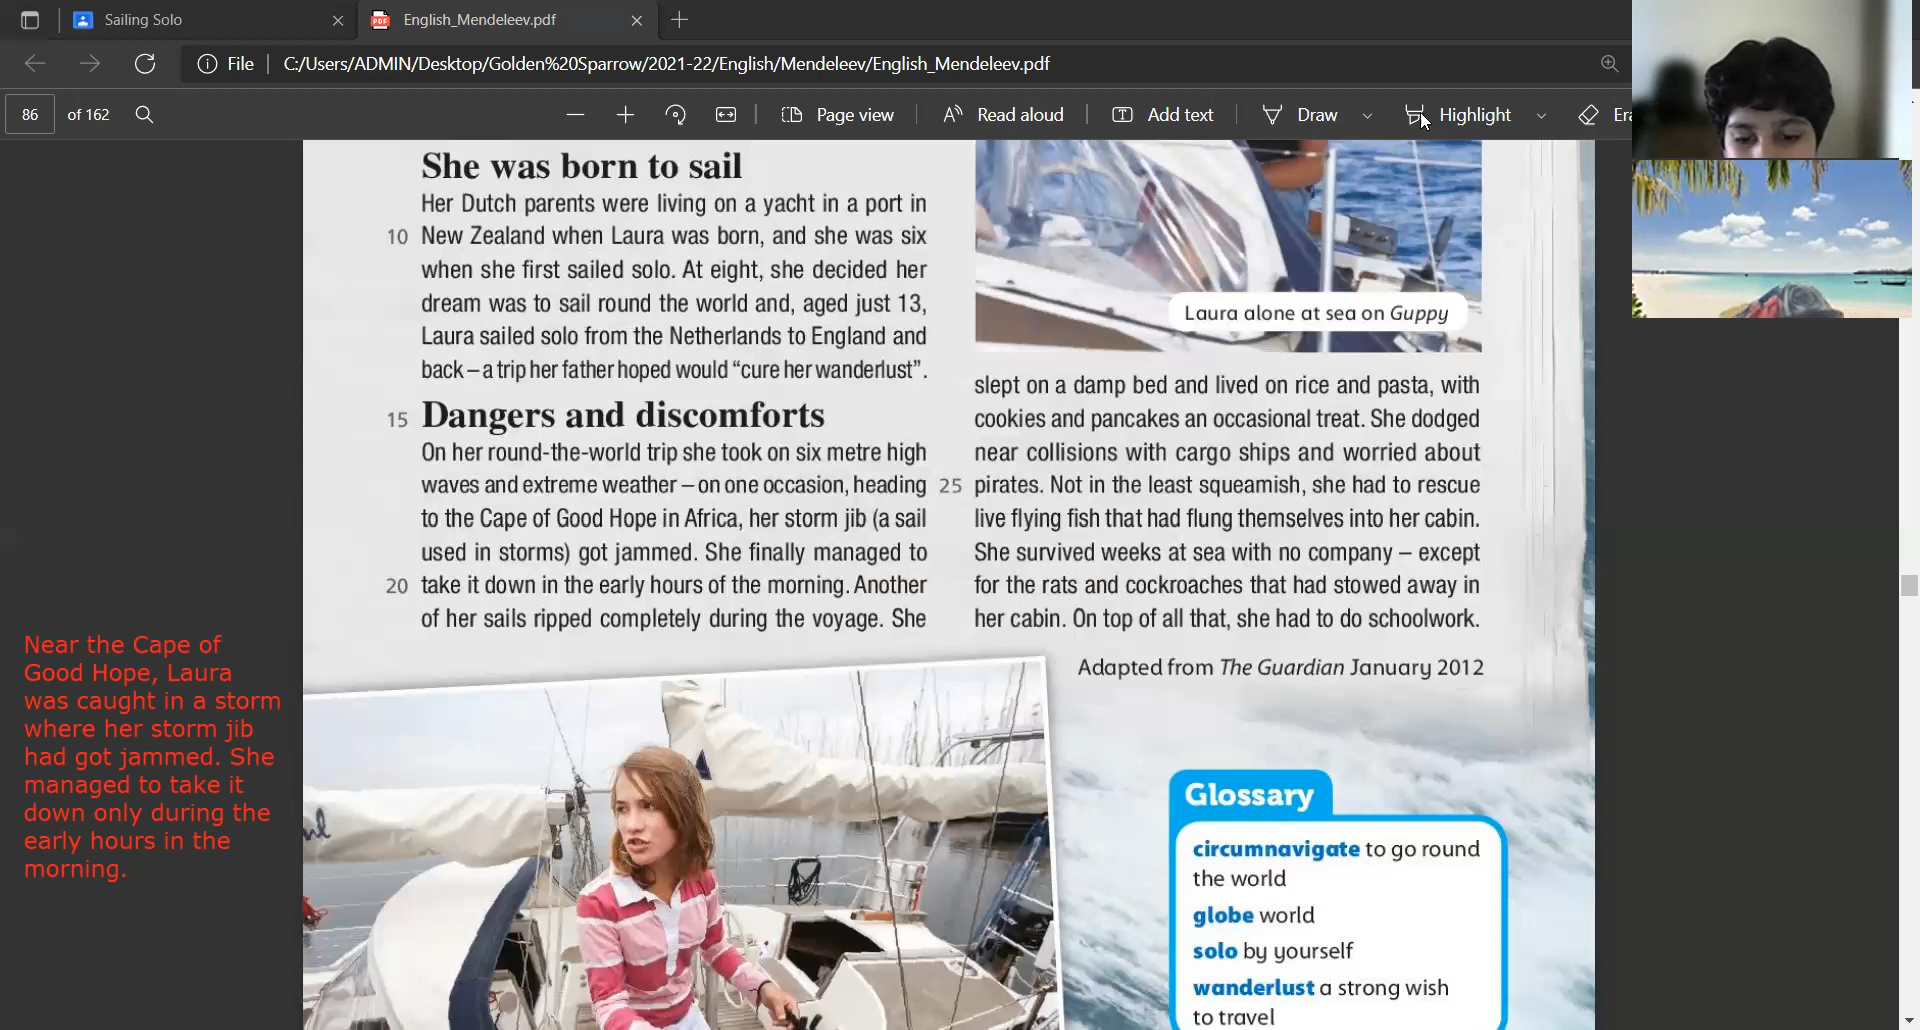 Sailing Solo
English_Mendeleev.pdf
File
C:/Users/ADMIN/Desktop/Golden%20Sparrow/2021-22/English/Mendeleev/English_Mendeleev.pdf
86 of 162
Page view
Read aloud
Add text
Draw
Highlight
Era
She was born to sail
Her Dutch parents were living on a yacht in a port in
10 New Zealand when Laura was born, and she was six
when she first sailed solo. At eight, she decided her
dream was to sail round the world and, aged just 13,
Laura sailed solo from the Netherlands to England and
back – a trip her father hoped would “cure her wanderlust”.
15 Dangers and discomforts
On her round-the-world trip she took on six metre high
waves and extreme weather – on one occasion, heading
to the Cape of Good Hope in Africa, her storm jib (a sail
used in storms) got jammed. She finally managed to
20 take it down in the early hours of the morning. Another
of her sails ripped completely during the voyage. She
Laura alone at sea on Guppy
slept on a damp bed and lived on rice and pasta, with
cookies and pancakes an occasional treat. She dodged
near collisions with cargo ships and worried about
25 pirates. Not in the least squeamish, she had to rescue
live flying fish that had flung themselves into her cabin.
She survived weeks at sea with no company – except
for the rats and cockroaches that had stowed away in
her cabin. On top of all that, she had to do schoolwork.
Adapted from The Guardian January 2012
Near the Cape of
Good Hope, Laura
was caught in a storm
where her storm jib
had got jammed. She
managed to take it
down only during the
early hours in the
morning.
Glossary
circumnavigate to go round
the world
globe world
solo by yourself
wanderlust a strong wish
to travel